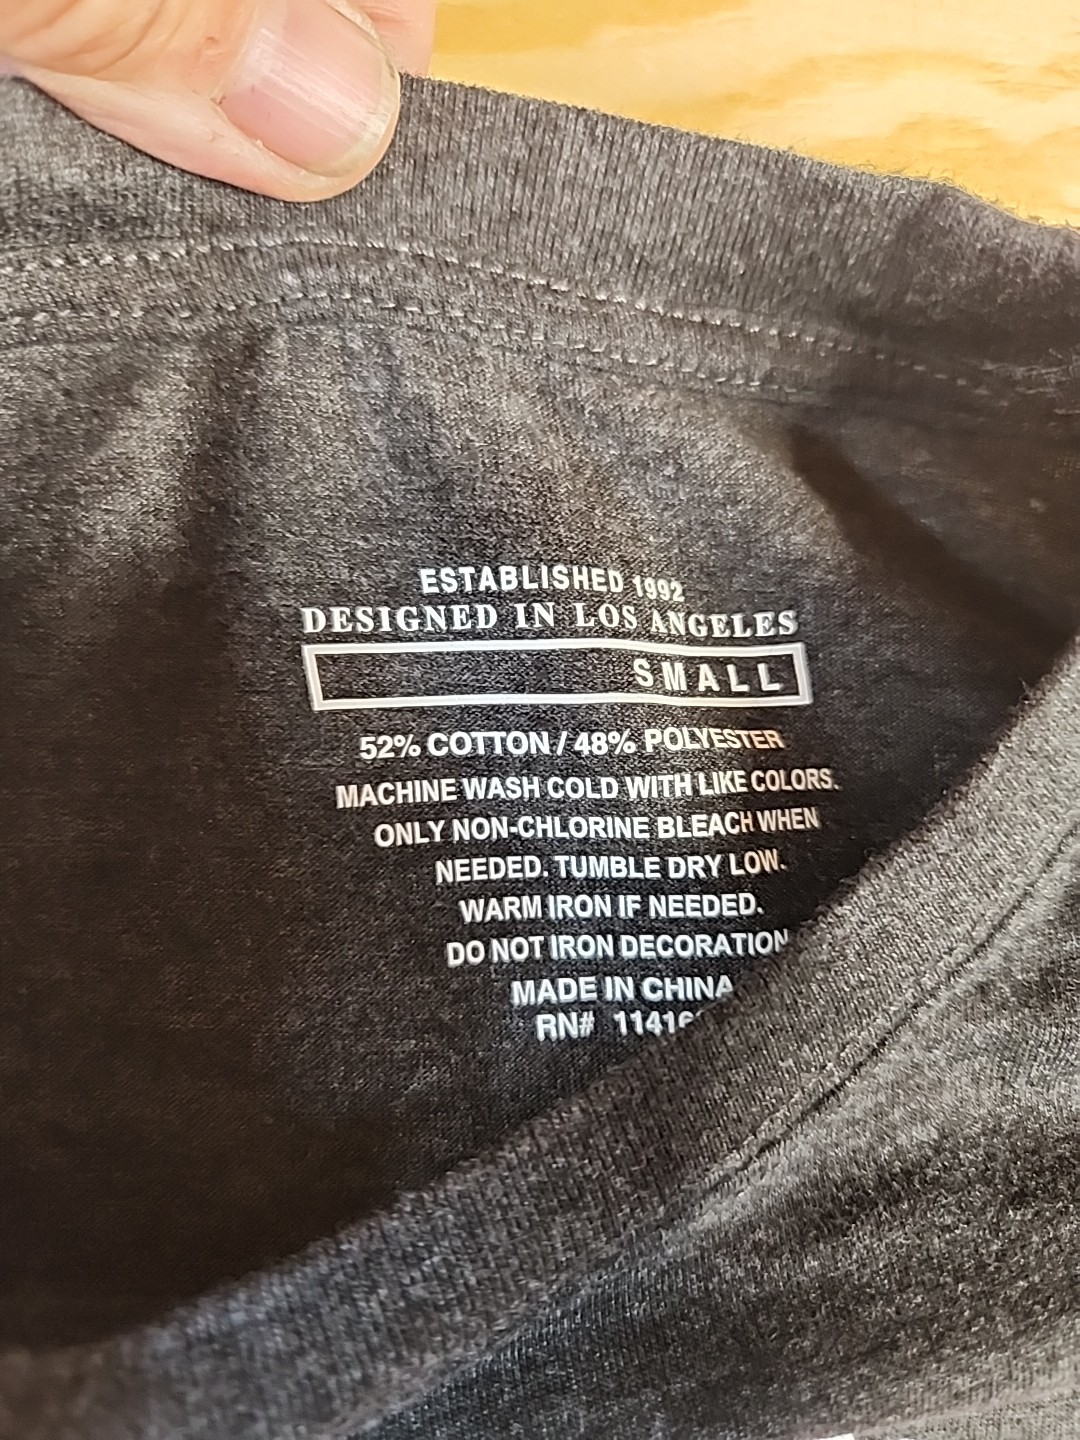 ESTABLISHED 1992
DESIGNED IN LOS ANGELES
SMALL
52% COTTON / 48% POLYESTER
MACHINE WASH COLD WITH LIKE COLORS.
ONLY NON-CHLORINE BLEACH WHEN
NEEDED. TUMBLE DRY LOW.
WARM IRON IF NEEDED.
DO NOT IRON DECORATION
MADE IN CHINA
RN#